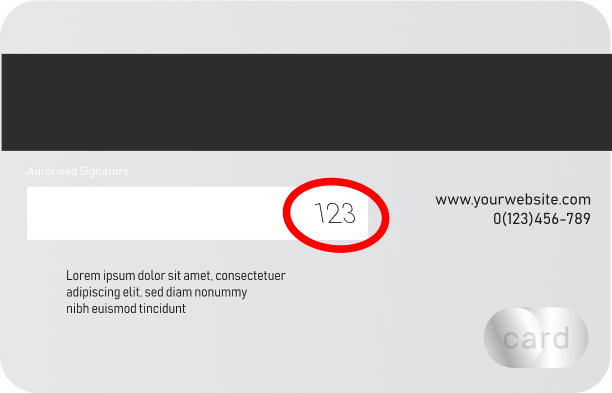 Autorised Signature
123
www.yourwebsite.com
0(123)456-789
Lorem ipsum dolor sit amet, consectetuer
adipiscing elit, sed diam nonummy
nibh euismod tincidunt
card